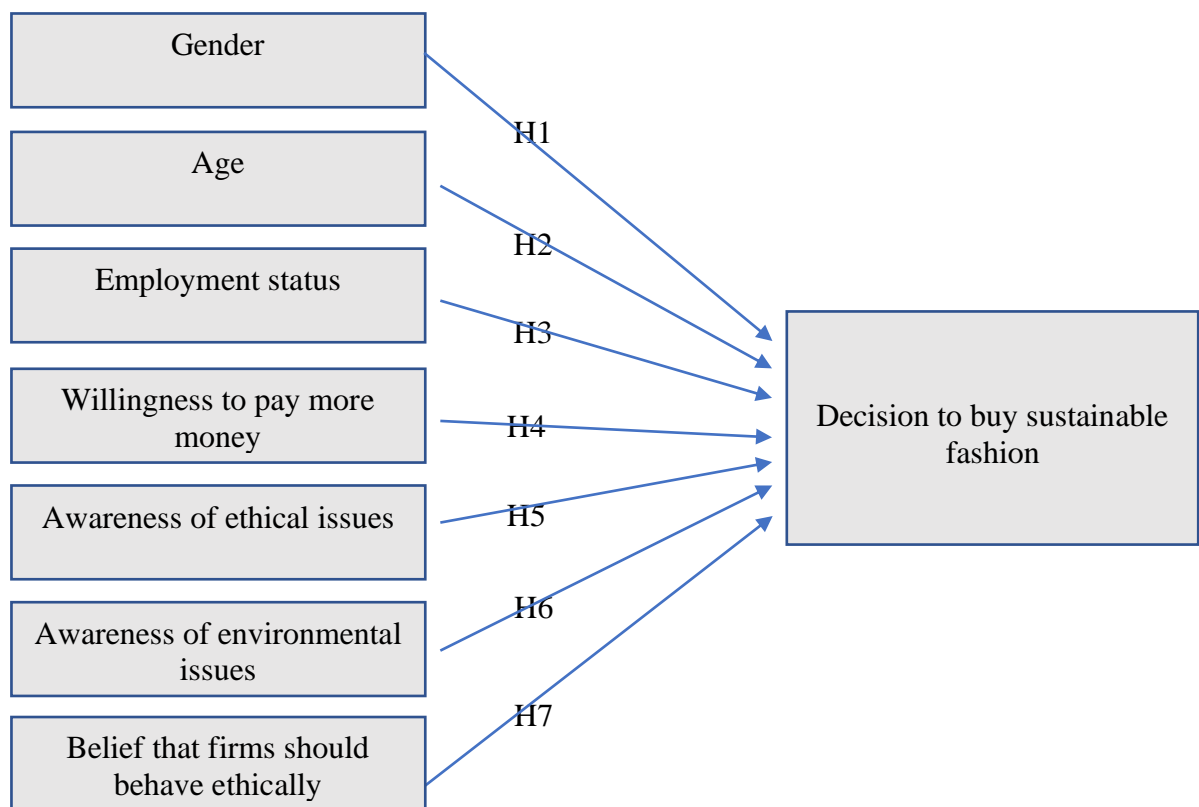 Gender
H1
Age
H2
Employment status
H3
Willingness to pay more
money
H4
Decision to buy sustainable
fashion
Awareness of ethical issues
H5
Awareness of environmental
issues
H6
Belief that firms should
behave ethically
H7